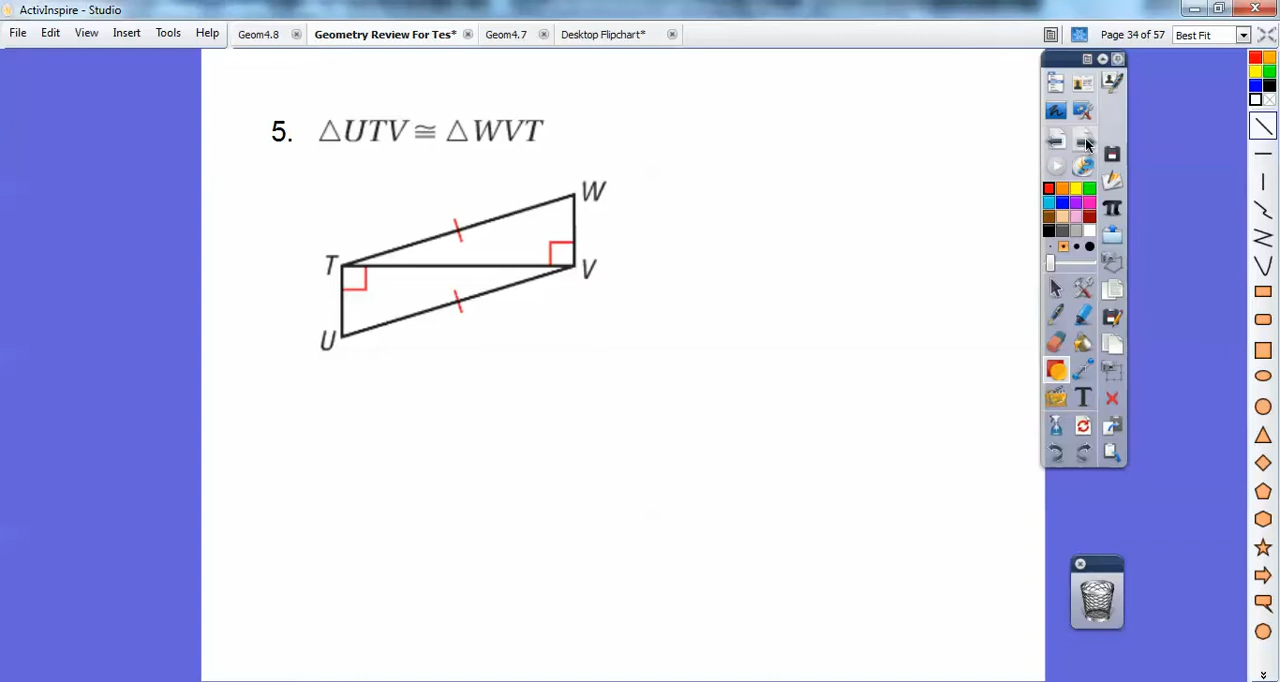 ActivInspire - Studio
File Edit View Insert Tools Help
Geom4.8 Geometry Review For Tes* Geom4.7 Desktop Flipchart* Page 34 of 57 Best Fit
5. △UTV ≅ △WVT
W
T
V
U
T